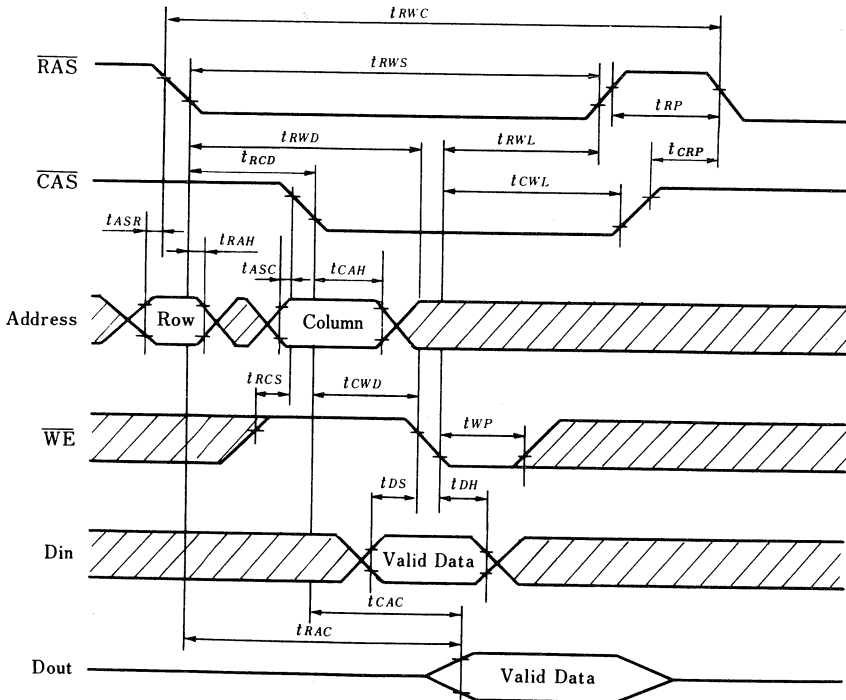 tRWC
RAS
tRWS
tRP
tRWD
tRWL
tRCD
tCRP
CAS
tCWL
tASR
tRAH
tASC
tCAH
Address
Row
Column
tRCS
tCWD
WE
tWP
tDS
tDH
Din
Valid Data
tCAC
tRAC
Dout
Valid Data